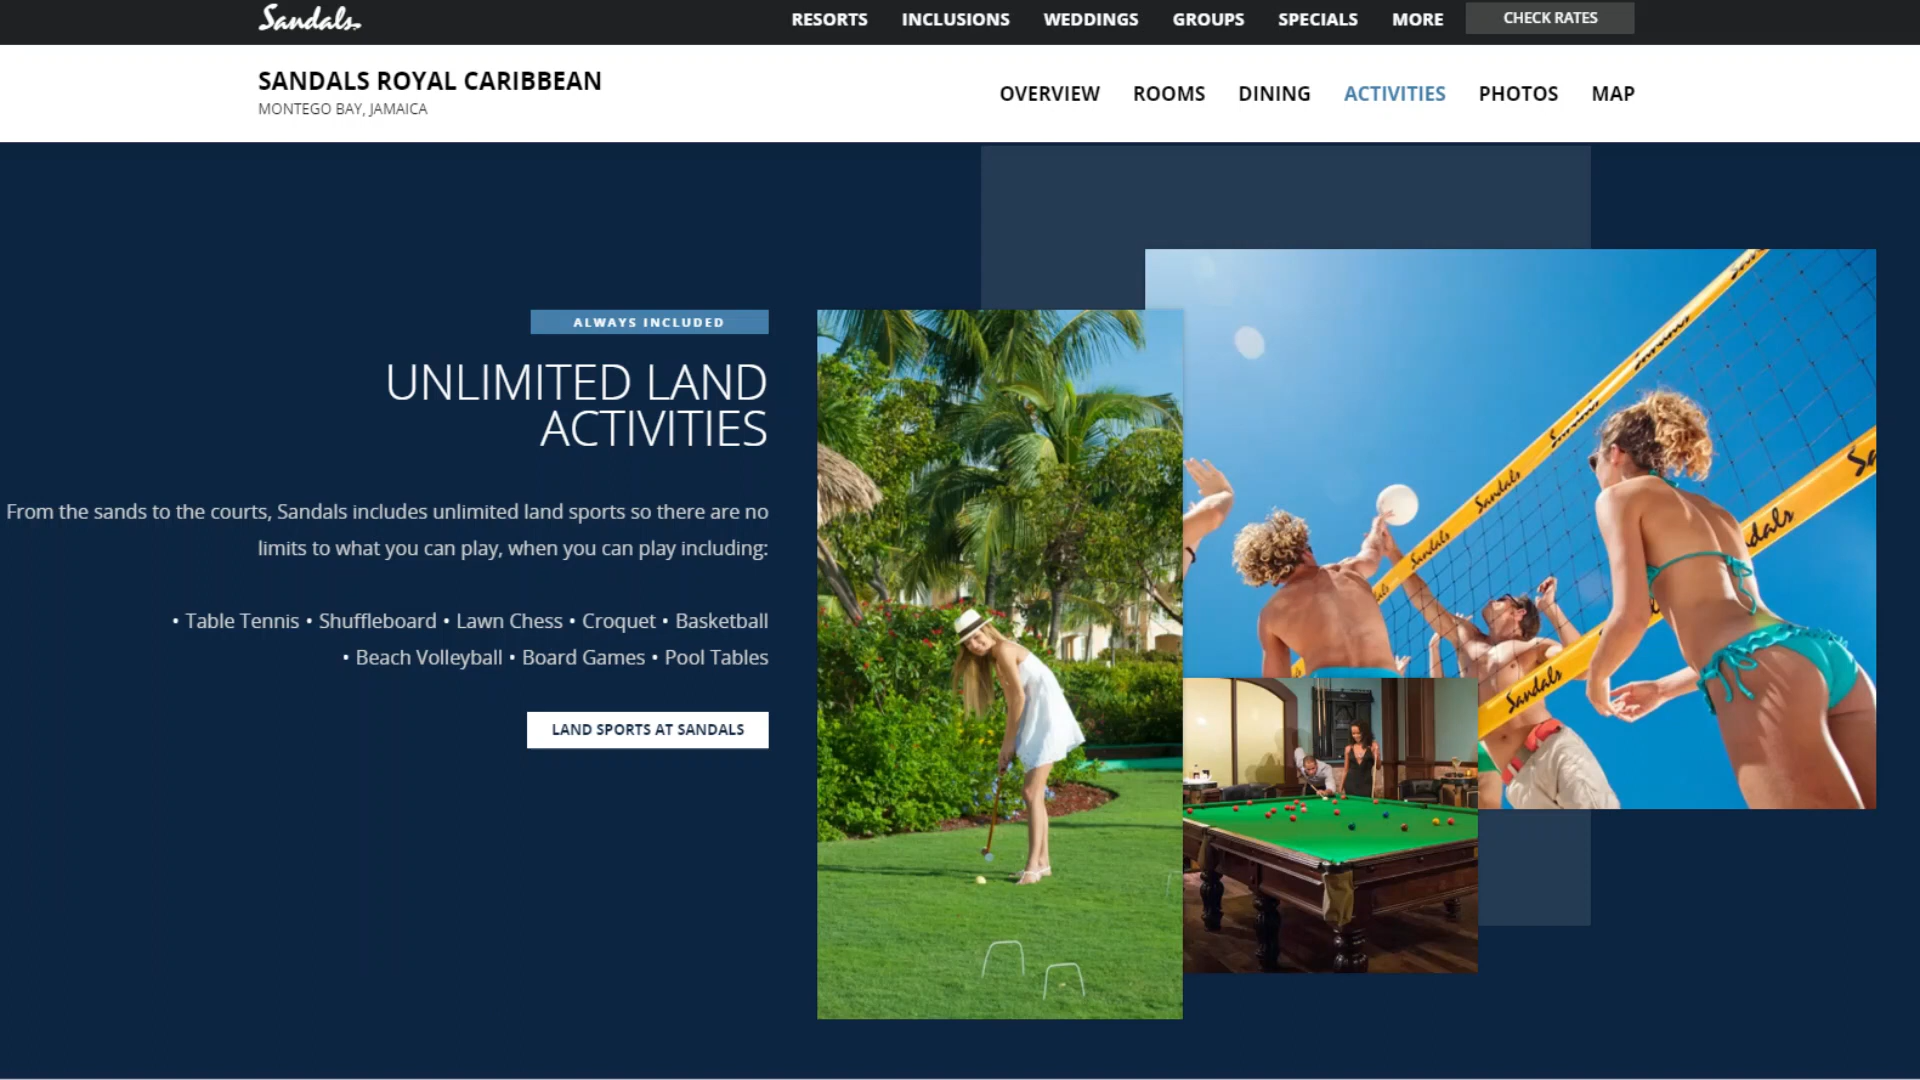 Sandals
RESORTS INCLUSIONS WEDDINGS GROUPS SPECIALS MORE CHECK RATES
SANDALS ROYAL CARIBBEAN
MONTEGO BAY, JAMAICA
OVERVIEW ROOMS DINING ACTIVITIES PHOTOS MAP
ALWAYS INCLUDED
UNLIMITED LAND
ACTIVITIES
From the sands to the courts, Sandals includes unlimited land sports so there are no
limits to what you can play, when you can play including:
• Table Tennis • Shuffleboard • Lawn Chess • Croquet • Basketball
• Beach Volleyball • Board Games • Pool Tables
LAND SPORTS AT SANDALS
Sandals
Sandals
Sandals